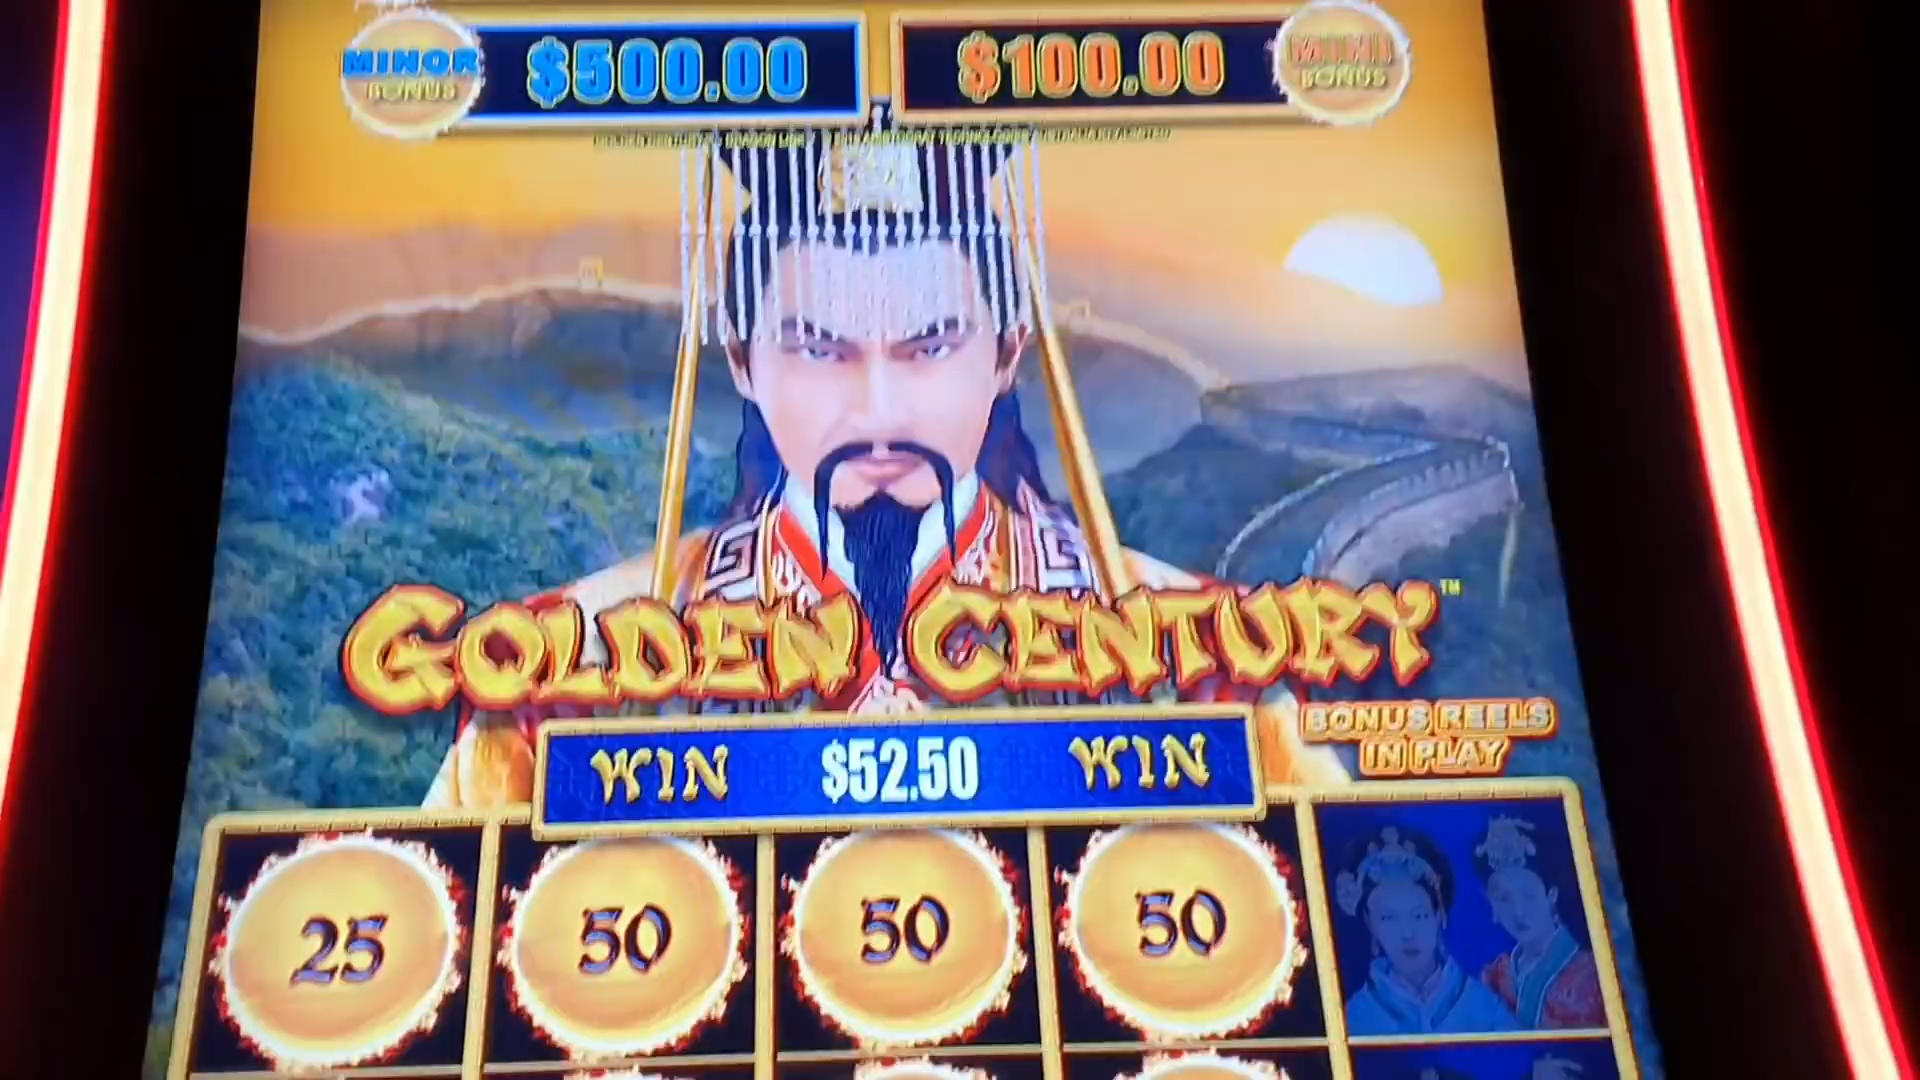 MINOR
BONUS
$500.00
$100.00
MINI
BONUS
GOLDEN CENTURY™
BONUS REELS
IN PLAY
WIN $52.50 WIN
25 50 50 50